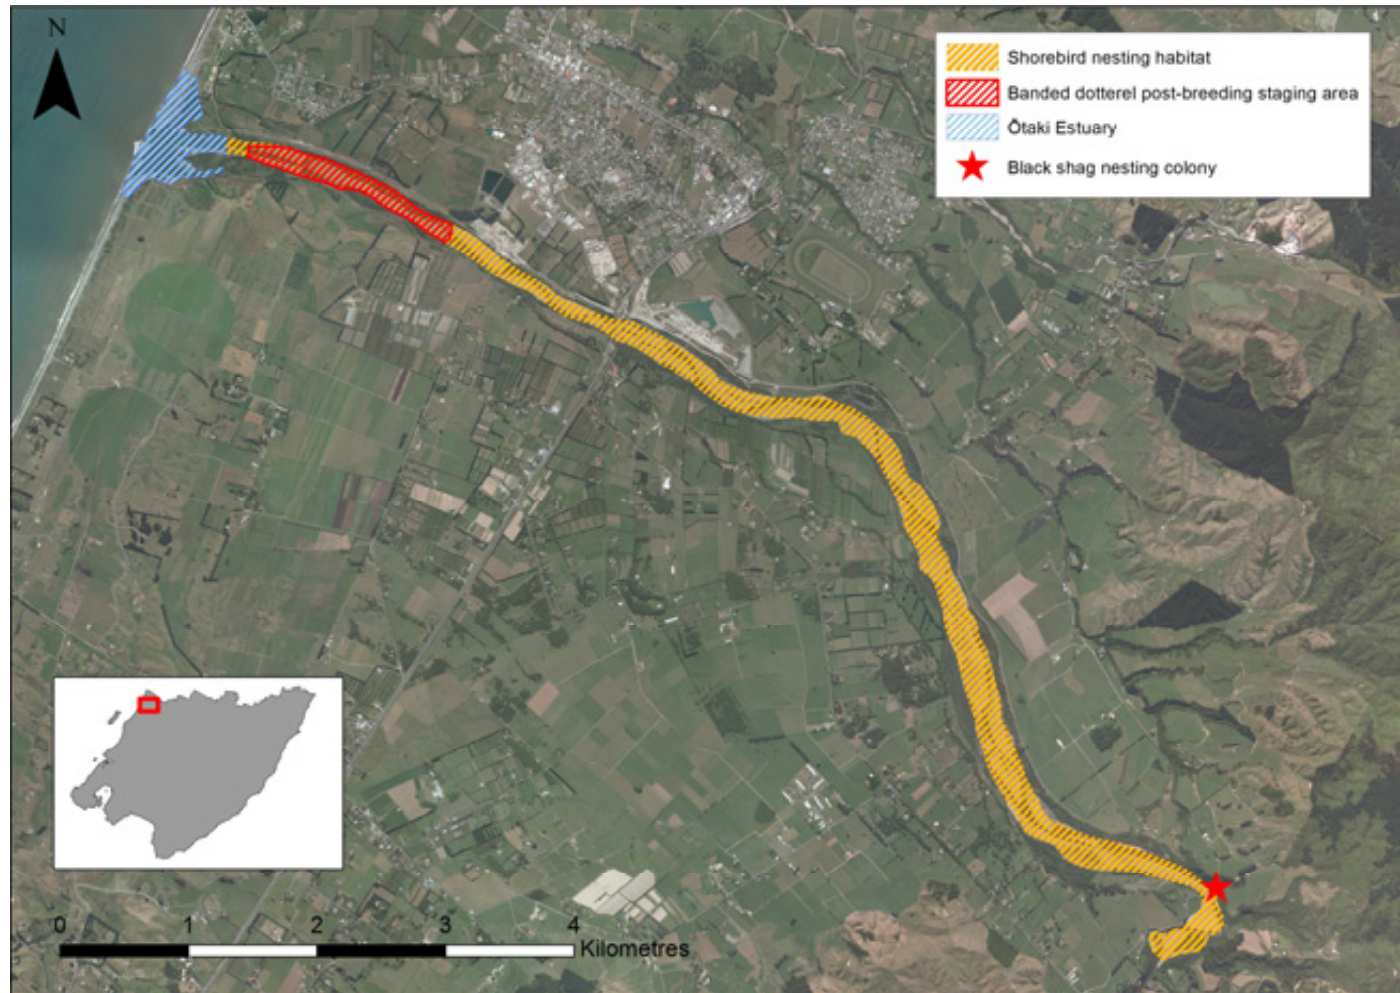 N
Shorebird nesting habitat
Banded dotterel post-breeding staging area
Ōtaki Estuary
Black shag nesting colony
0 1 2 3 4
Kilometres